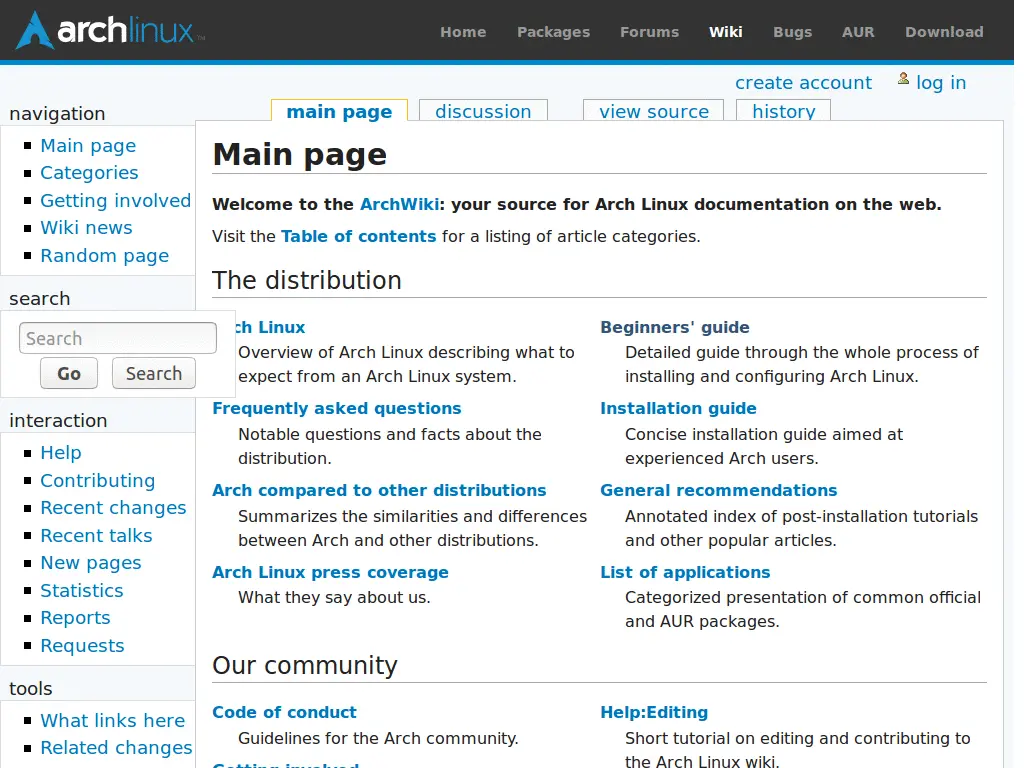 archlinux™
Home Packages Forums Wiki Bugs AUR Download
create account log in
main page discussion view source history
navigation
Main page
Categories
Getting involved
Wiki news
Random page
search
Search
Go Search
interaction
Help
Contributing
Recent changes
Recent talks
New pages
Statistics
Reports
Requests
tools
What links here
Related changes
Main page
Welcome to the ArchWiki: your source for Arch Linux documentation on the web.
Visit the Table of contents for a listing of article categories.
The distribution
ch Linux
Overview of Arch Linux describing what to
expect from an Arch Linux system.
Frequently asked questions
Notable questions and facts about the
distribution.
Arch compared to other distributions
Summarizes the similarities and differences
between Arch and other distributions.
Arch Linux press coverage
What they say about us.
Beginners' guide
Detailed guide through the whole process of
installing and configuring Arch Linux.
Installation guide
Concise installation guide aimed at
experienced Arch users.
General recommendations
Annotated index of post-installation tutorials
and other popular articles.
List of applications
Categorized presentation of common official
and AUR packages.
Our community
Code of conduct
Guidelines for the Arch community.
Getting involved
Help:Editing
Short tutorial on editing and contributing to
the Arch Linux wiki.